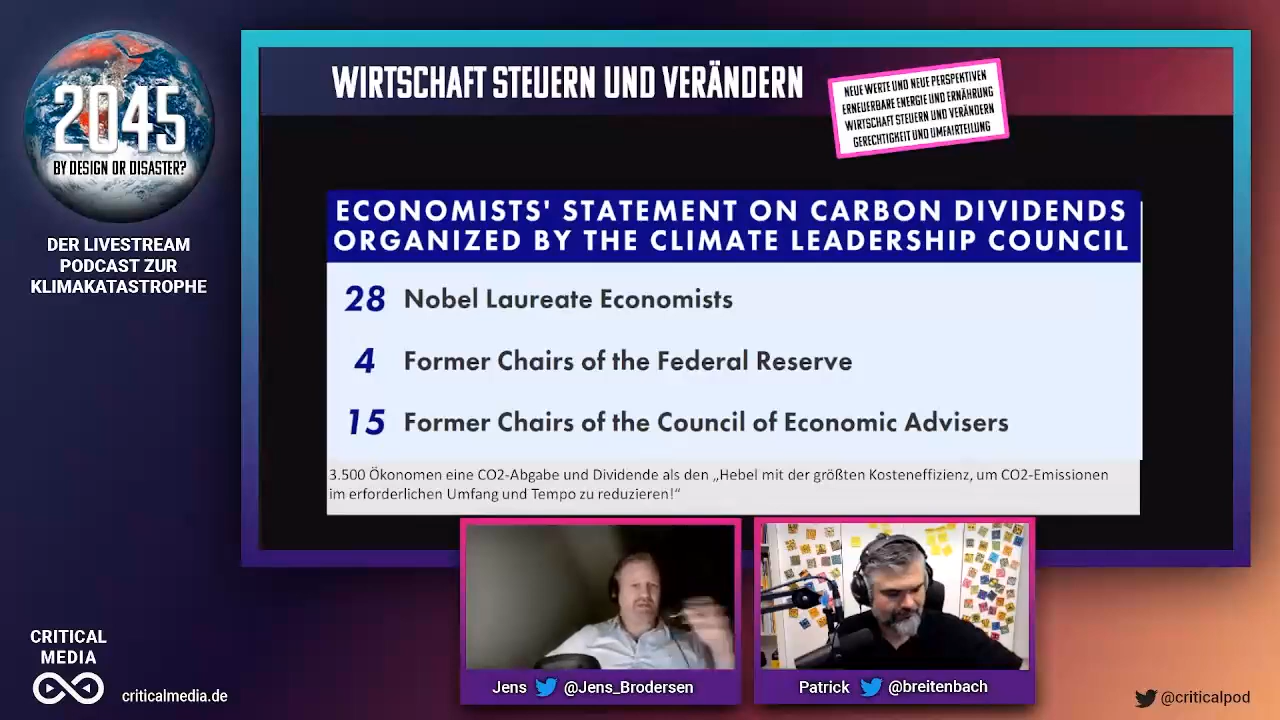 2045
BY DESIGN OR DISASTER?
DER LIVESTREAM
PODCAST ZUR
KLIMAKATASTROPHE
WIRTSCHAFT STEUERN UND VERÄNDERN
NEUE WERTE UND NEUE PERSPEKTIVEN
ERNEUERBARE ENERGIE UND ERNÄHRUNG
WIRTSCHAFT STEUERN UND VERÄNDERN
GERECHTIGKEIT UND UMFAIRTEILUNG
ECONOMISTS' STATEMENT ON CARBON DIVIDENDS
ORGANIZED BY THE CLIMATE LEADERSHIP COUNCIL
28 Nobel Laureate Economists
4 Former Chairs of the Federal Reserve
15 Former Chairs of the Council of Economic Advisers
3.500 Ökonomen eine CO2-Abgabe und Dividende als den „Hebel mit der größten Kosteneffizienz, um CO2-Emissionen
im erforderlichen Umfang und Tempo zu reduzieren!“
Jens @Jens_Brodersen
Patrick @breitenbach
CRITICAL
MEDIA
criticalmedia.de
@criticalpod